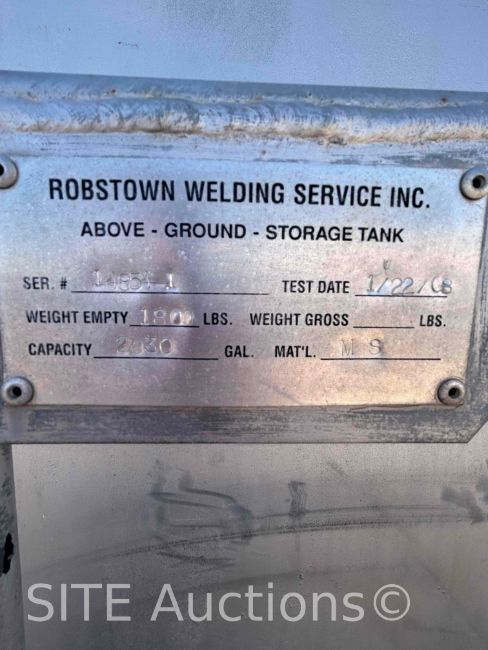 ROBSTOWN WELDING SERVICE INC.
ABOVE - GROUND - STORAGE TANK
SER. # TEST DATE 1/22/08
WEIGHT EMPTY 1800 LBS. WEIGHT GROSS LBS.
CAPACITY 2030 GAL. MAT'L. M S
SITE Auctions©